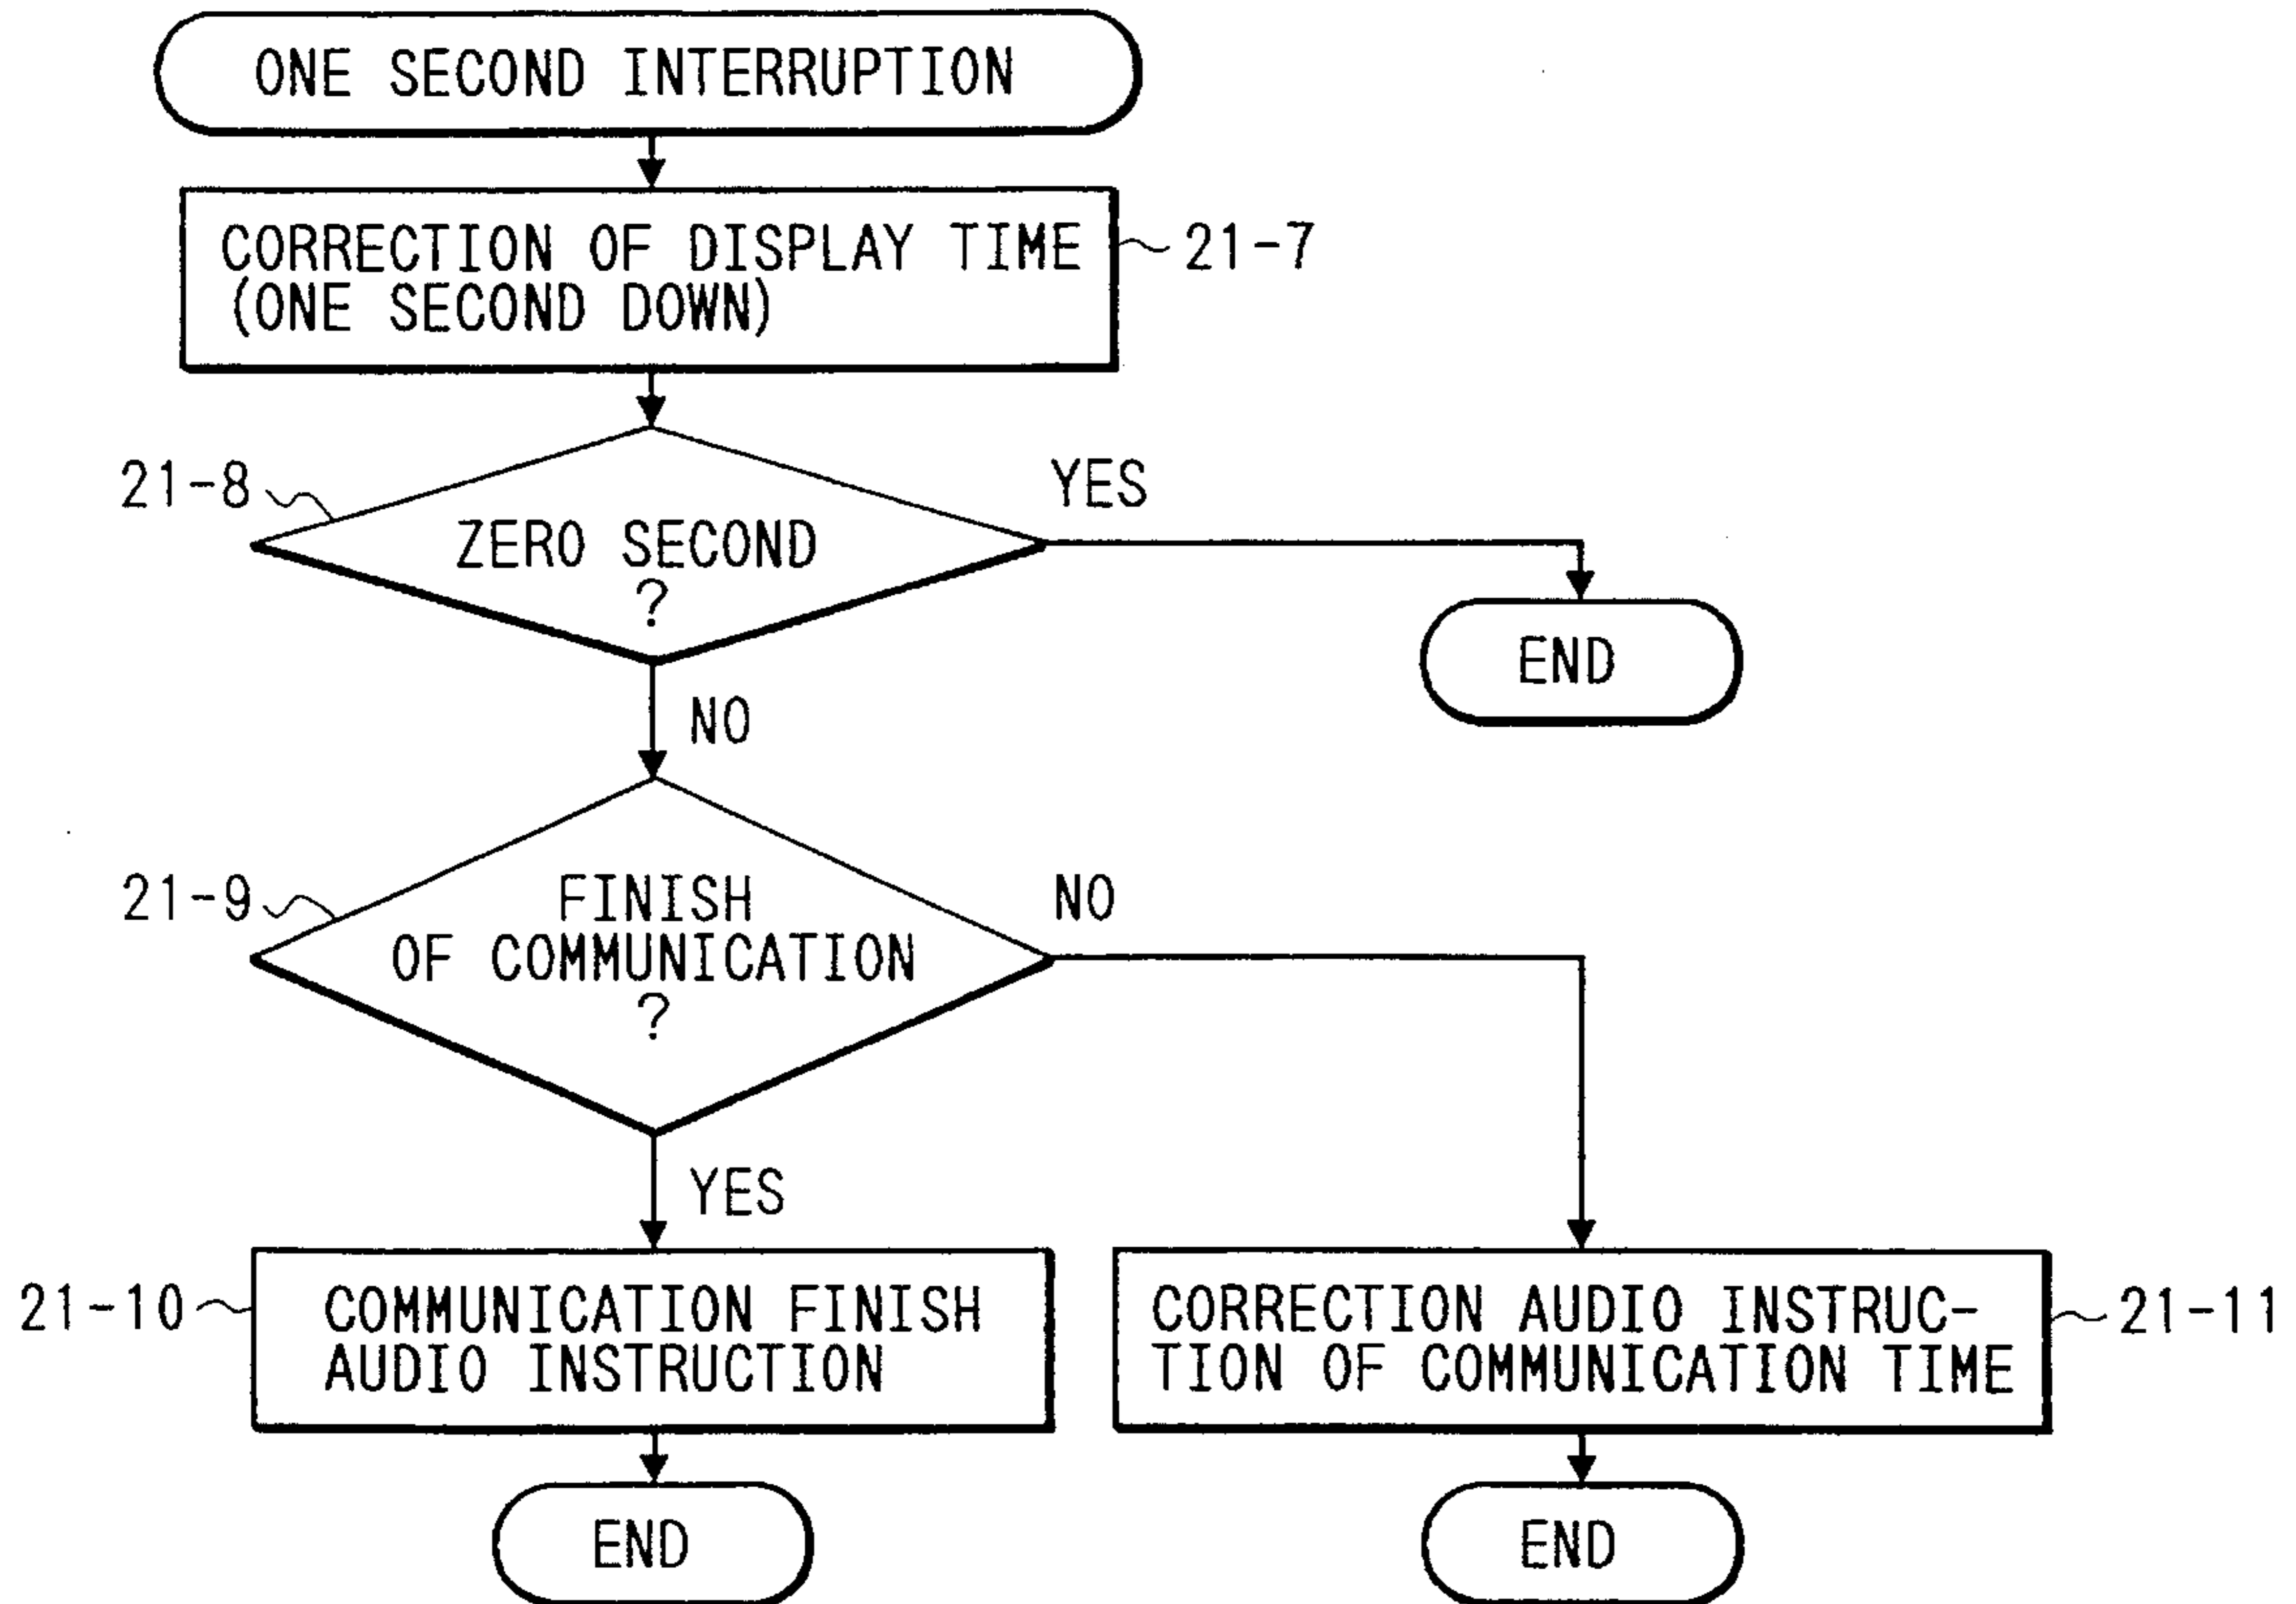 ONE SECOND INTERRUPTION
CORRECTION OF DISPLAY TIME
(ONE SECOND DOWN)
21-7
21-8
YES
ZERO SECOND
?
END
NO
21-9
FINISH
OF COMMUNICATION
?
NO
YES
21-10
COMMUNICATION FINISH
AUDIO INSTRUCTION
CORRECTION AUDIO INSTRUC-
TION OF COMMUNICATION TIME
21-11
END
END